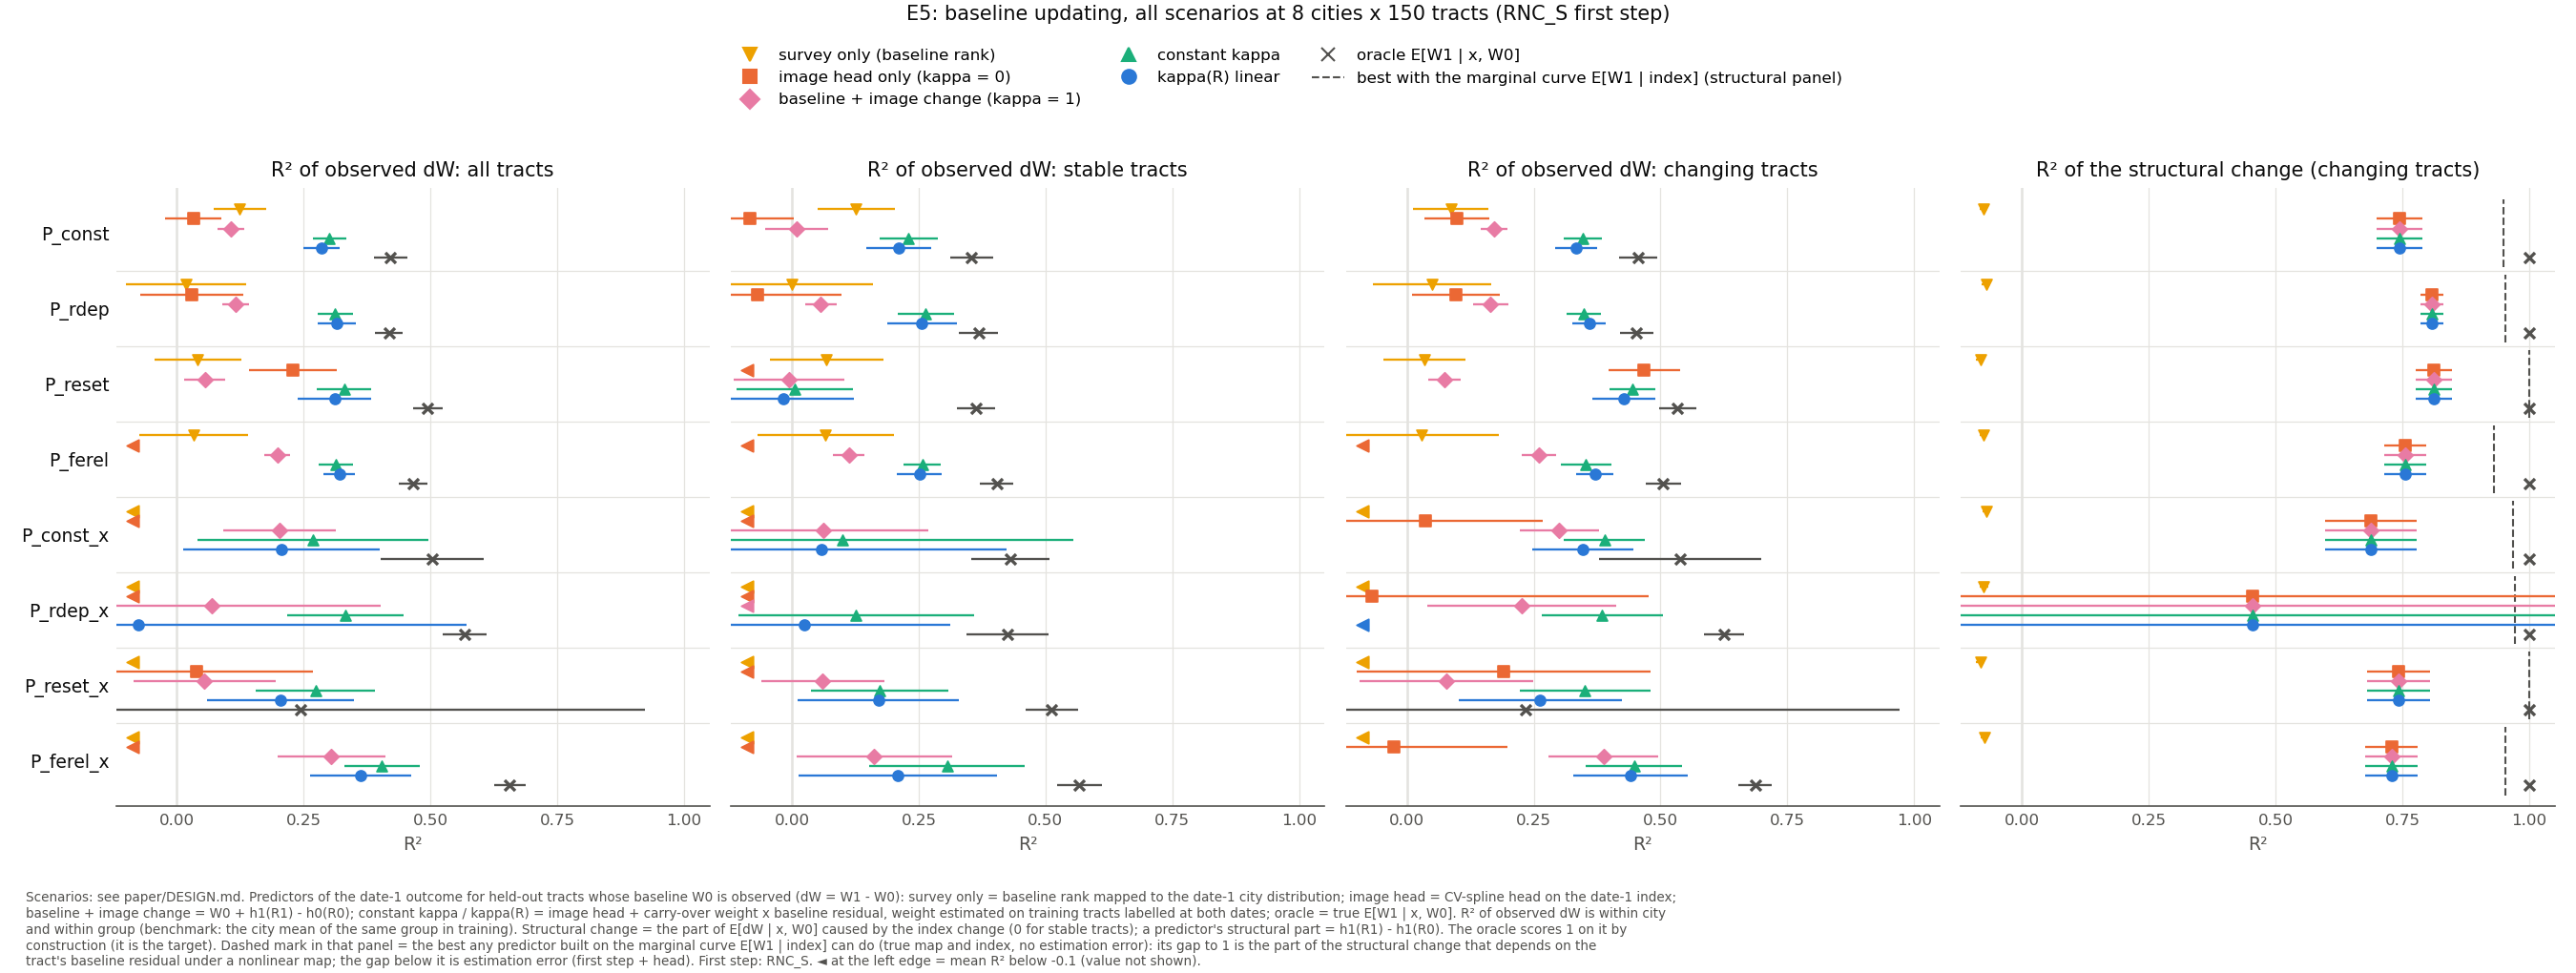 E5: baseline updating, all scenarios at 8 cities x 150 tracts (RNC_S first step)
survey only (baseline rank)
image head only (kappa = 0)
baseline + image change (kappa = 1)
constant kappa
kappa(R) linear
oracle E[W1 | x, W0]
best with the marginal curve E[W1 | index] (structural panel)
R² of observed dW: all tracts
R² of observed dW: stable tracts
R² of observed dW: changing tracts
R² of the structural change (changing tracts)
P_const
P_rdep
P_reset
P_ferel
P_const_x
P_rdep_x
P_reset_x
P_ferel_x
0.00 0.25 0.50 0.75 1.00
0.00 0.25 0.50 0.75 1.00
0.00 0.25 0.50 0.75 1.00
0.00 0.25 0.50 0.75 1.00
R²
R²
R²
R²
Scenarios: see paper/DESIGN.md. Predictors of the date-1 outcome for held-out tracts whose baseline W0 is observed (dW = W1 - W0): survey only = baseline rank mapped to the date-1 city distribution; image head = CV-spline head on the date-1 index;
baseline + image change = W0 + h1(R1) - h0(R0); constant kappa / kappa(R) = image head + carry-over weight x baseline residual, weight estimated on training tracts labelled at both dates; oracle = true E[W1 | x, W0]. R² of observed dW is within city
and within group (benchmark: the city mean of the same group in training). Structural change = the part of E[dW | x, W0] caused by the index change (0 for stable tracts); a predictor's structural part = h1(R1) - h1(R0). The oracle scores 1 on it by
construction (it is the target). Dashed mark in that panel = the best any predictor built on the marginal curve E[W1 | index] can do (true map and index, no estimation error): its gap to 1 is the part of the structural change that depends on the
tract's baseline residual under a nonlinear map; the gap below it is estimation error (first step + head). First step: RNC_S. ◄ at the left edge = mean R² below -0.1 (value not shown).